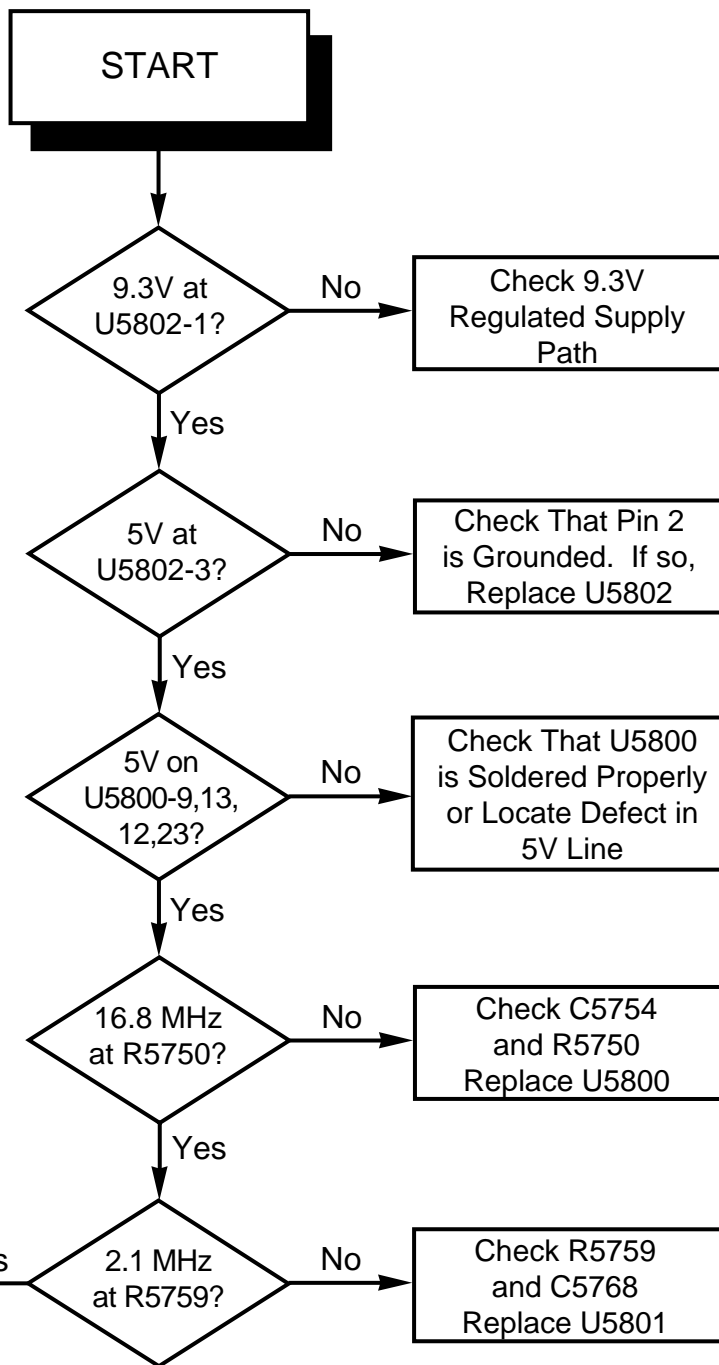 START
9.3V at
U5802-1?
No
Check 9.3V
Regulated Supply
Path
Yes
5V at
U5802-3?
No
Check That Pin 2
is Grounded. If so,
Replace U5802
Yes
5V on
U5800-9,13,
12,23?
No
Check That U5800
is Soldered Properly
or Locate Defect in
5V Line
Yes
16.8 MHz
at R5750?
No
Check C5754
and R5750
Replace U5800
Yes
2.1 MHz
at R5759?
No
Check R5759
and C5768
Replace U5801